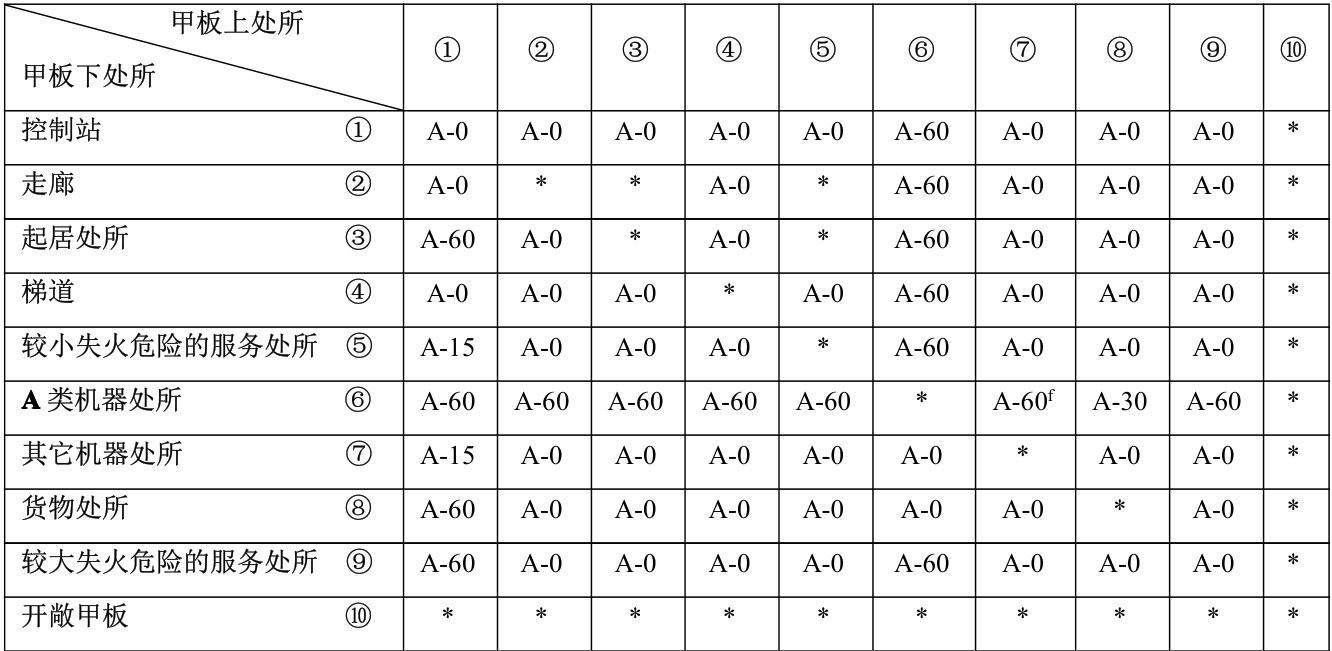 甲板上处所 ① ② ③ ④ ⑤ ⑥ ⑦ ⑧ ⑨ ⑩
甲板下处所
控制站 ① A-0 A-0 A-0 A-0 A-0 A-60 A-0 A-0 A-0 *
走廊 ② A-0 * * A-0 * A-60 A-0 A-0 A-0 *
起居处所 ③ A-60 A-0 * A-0 * A-60 A-0 A-0 A-0 *
梯道 ④ A-0 A-0 A-0 * A-0 A-60 A-0 A-0 A-0 *
较小失火危险的服务处所 ⑤ A-15 A-0 A-0 A-0 * A-60 A-0 A-0 A-0 *
A 类机器处所 ⑥ A-60 A-60 A-60 A-60 A-60 * A-60f A-30 A-60 *
其它机器处所 ⑦ A-15 A-0 A-0 A-0 A-0 A-0 * A-0 A-0 *
货物处所 ⑧ A-60 A-0 A-0 A-0 A-0 A-0 A-0 * A-0 *
较大失火危险的服务处所 ⑨ A-60 A-0 A-0 A-0 A-0 A-60 A-0 A-0 A-0 *
开敞甲板 ⑩ * * * * * * * * * *